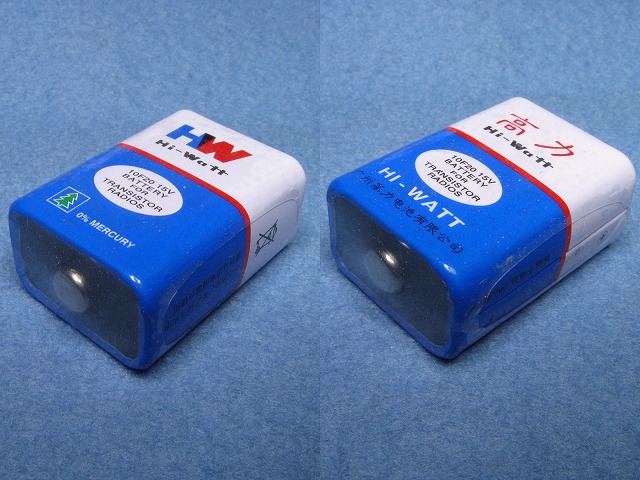 HW
Hi-Watt
10F20 15V
BATTERY
FOR
TRANSISTOR
RADIOS
0% MERCURY
高力
Hi-Watt
10F20 15V
BATTERY
FOR
TRANSISTOR
RADIOS
HI-WATT
州高力电池有限公司